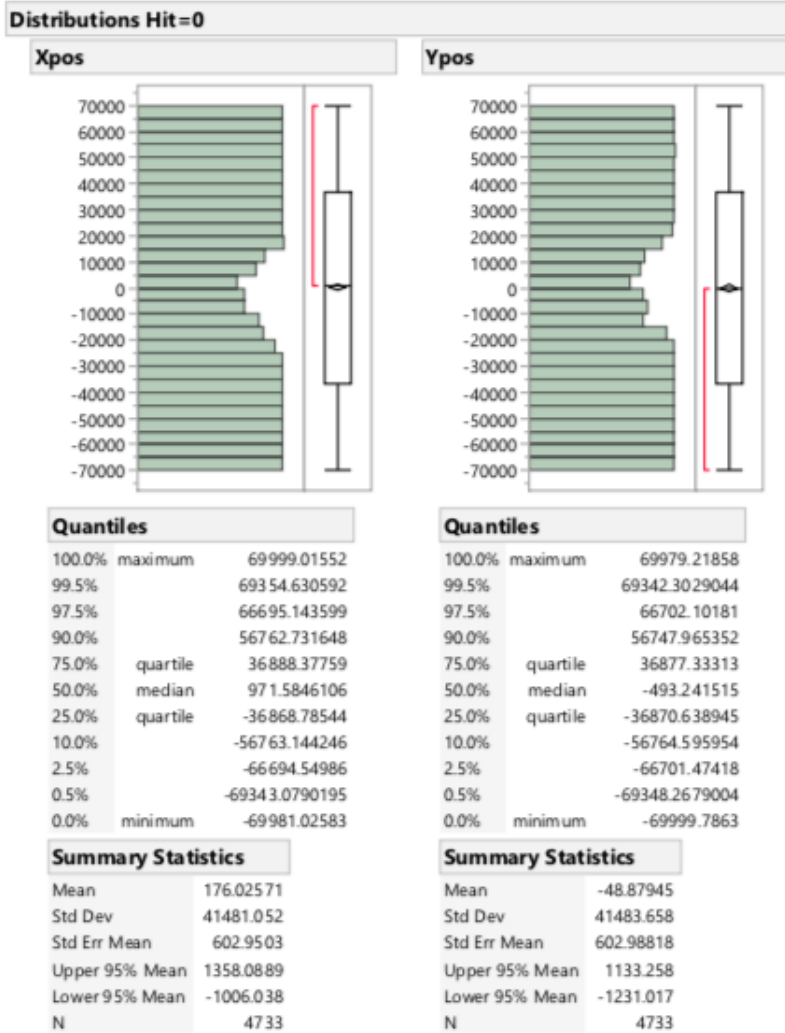 Distributions Hit=0
Xpos
70000
60000
50000
40000
30000
20000
10000
0
-10000
-20000
-30000
-40000
-50000
-60000
-70000
Quantiles
100.0% maximum 69999.01552
99.5% 69354.630592
97.5% 66695.143599
90.0% 56762.731648
75.0% quartile 36888.37759
50.0% median 971.5846106
25.0% quartile -36868.78544
10.0% -56763.144246
2.5% -66694.54986
0.5% -69343.0790195
0.0% minimum -69981.02583
Summary Statistics
Mean 176.02571
Std Dev 41481.052
Std Err Mean 602.9503
Upper 95% Mean 1358.0889
Lower 95% Mean -1006.038
N 4733
Ypos
70000
60000
50000
40000
30000
20000
10000
0
-10000
-20000
-30000
-40000
-50000
-60000
-70000
Quantiles
100.0% maximum 69979.21858
99.5% 69342.3029044
97.5% 66702.10181
90.0% 56747.965352
75.0% quartile 36877.33313
50.0% median -493.241515
25.0% quartile -36870.638945
10.0% -56764.595954
2.5% -66701.47418
0.5% -69348.2679004
0.0% minimum -69999.7863
Summary Statistics
Mean -48.87945
Std Dev 41483.658
Std Err Mean 602.98818
Upper 95% Mean 1133.258
Lower 95% Mean -1231.017
N 4733